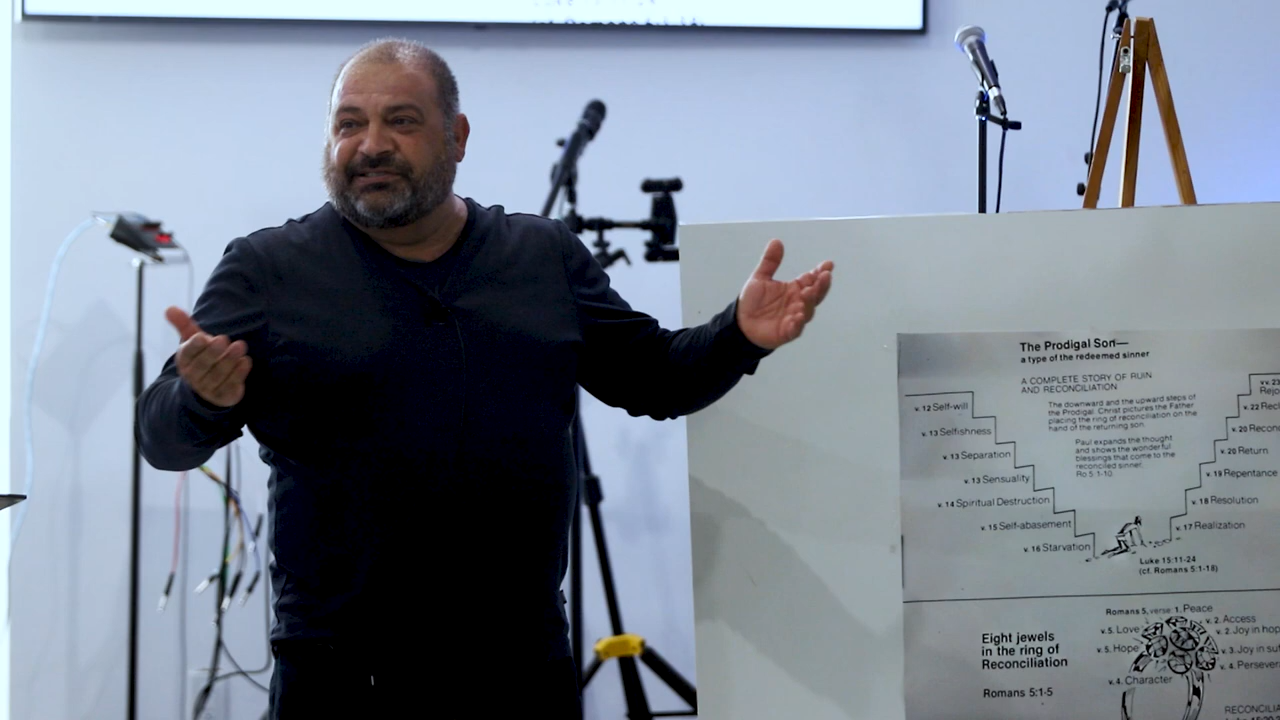 The Prodigal Son—
a type of the redeemed sinner
A COMPLETE STORY OF RUIN
AND RECONCILIATION
The downward and the upward steps of
the Prodigal. Christ pictures the Father
placing the ring of reconciliation on the
hand of the returning son.
Paul expands the thought
and shows the wonderful
blessings that come to the
reconciled sinner.
Ro 5:1-10.
v. 12 Self-will
v. 13 Selfishness
v. 13 Separation
v. 13 Sensuality
v. 14 Spiritual Destruction
v. 15 Self-abasement
v. 16 Starvation
vv. 23
v. 22
v. 20
v. 20 Return
v. 19 Repentance
v. 18 Resolution
v. 17 Realization
Luke 15:11-24
(cf. Romans 5:1-18)
Romans 5, verse: 1. Peace
v. 5. Love
v. 2. Access
v. 2. Joy in hop
v. 5. Hope
v. 3. Joy in suf
v. 4. Persever
v. 4. Character
Eight jewels
in the ring of
Reconciliation
Romans 5:1-5
RECONCILIA